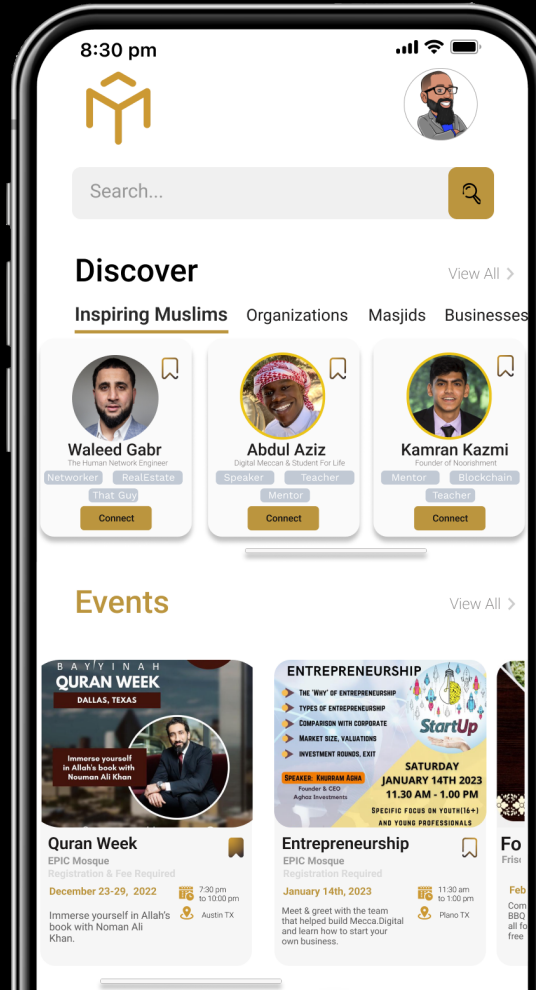 8:30 pm
Search...
Discover
View All >
Inspiring Muslims Organizations Masjids Businesses
Waleed Gabr
The Human Network Engineer
Networker RealEstate
That Guy
Connect
Abdul Aziz
Digital Meccan & Student For Life
Speaker Teacher
Mentor
Connect
Kamran Kazmi
Founder of Noorishment
Mentor Blockchain
Teacher
Connect
Events
View All >
BAYYINAH
QURAN WEEK
DALLAS, TEXAS
Immerse yourself
in Allah's book with
Nouman Ali Khan
Quran Week
EPIC Mosque
Registration & Fee Required
December 23-29, 2022
7:30 pm
to 10:00 pm
Immerse yourself in Allah's
book with Noman Ali
Khan.
Austin TX
ENTREPRENEURSHIP
THE 'WHY' OF ENTREPRENEURSHIP
TYPES OF ENTREPRENEURSHIP
COMPARISON WITH CORPORATE
MARKET SIZE, VALUATIONS
INVESTMENT ROUNDS, EXIT
StartUp
SPEAKER: KHURRAM AGHA
Founder & CEO
Aghaz Investments
SATURDAY
JANUARY 14TH 2023
11.30 AM - 1.00 PM
SPECIFIC FOCUS ON YOUTH(16+)
AND YOUNG PROFESSIONALS
Entrepreneurship
EPIC Mosque
Registration Required
January 14th, 2023
11:30 am
to 1:00 pm
Meet & greet with the team
that helped build Mecca.Digital
and learn how to start your
own business.
Plano TX
Fo
Frisc
Feb
Com
BBQ
all fo
free